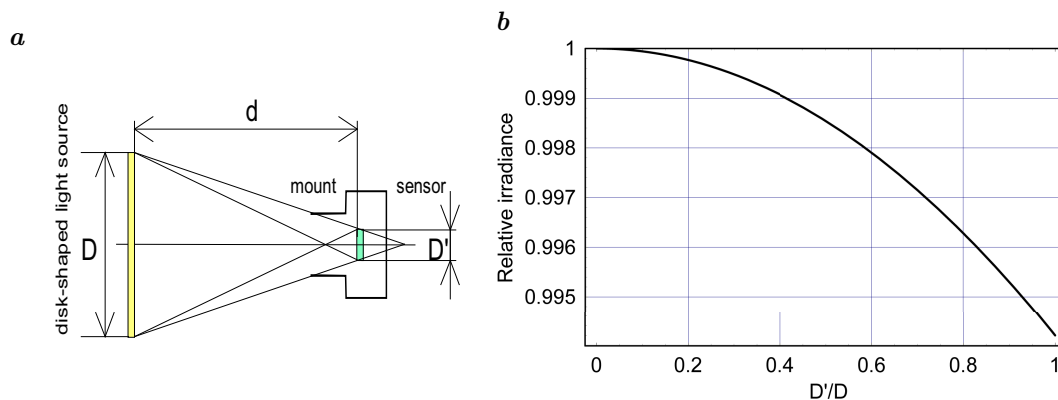 a
d
disk-shaped light source
D
mount
sensor
D'
b
Relative irradiance
1
0.999
0.998
0.997
0.996
0.995
0 0.2 0.4 0.6 0.8 1
D'/D